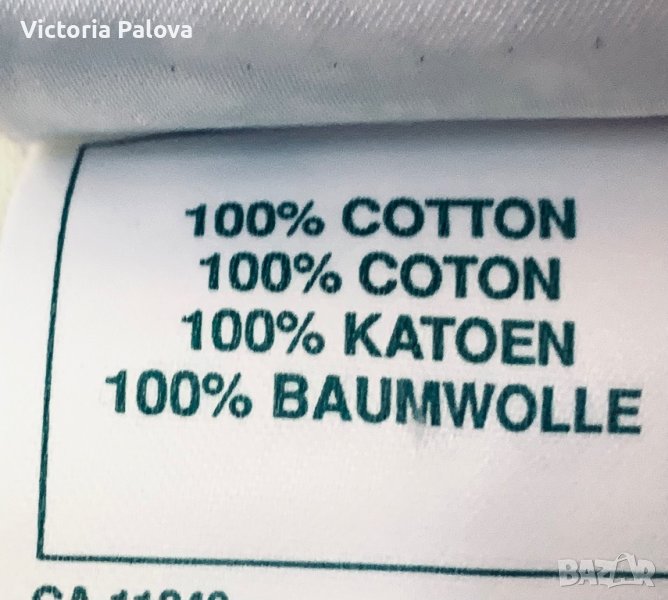 Victoria Palova
100% COTTON
100% COTON
100% KATOEN
100% BAUMWOLLE
BAZAR